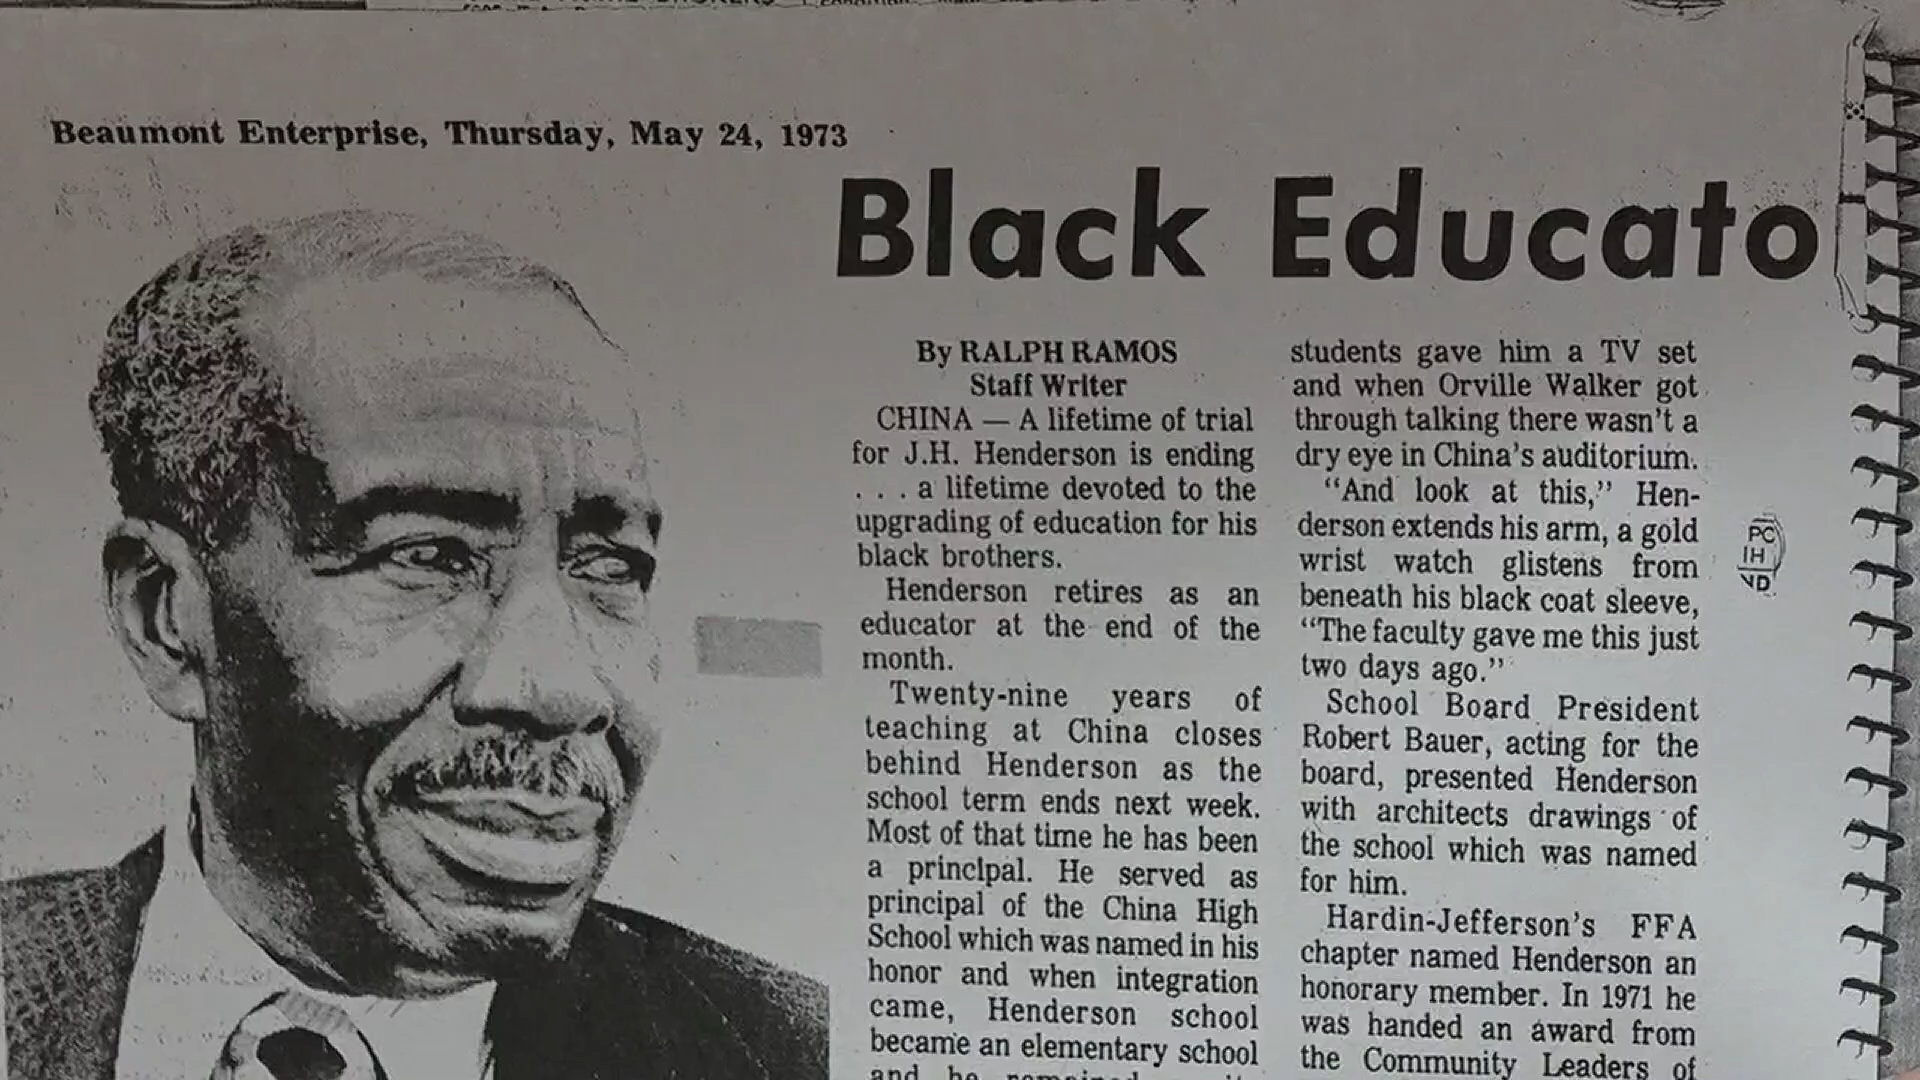 Beaumont Enterprise, Thursday, May 24, 1973
Black Educato
By RALPH RAMOS
Staff Writer
CHINA — A lifetime of trial
for J.H. Henderson is ending
. . . a lifetime devoted to the
upgrading of education for his
black brothers.
Henderson retires as an
educator at the end of the
month.
Twenty-nine years of
teaching at China closes
behind Henderson as the
school term ends next week.
Most of that time he has been
a principal. He served as
principal of the China High
School which was named in his
honor and when integration
came, Henderson school
became an elementary school
and he remained
students gave him a TV set
and when Orville Walker got
through talking there wasn't a
dry eye in China's auditorium.
"And look at this," Hen-
derson extends his arm, a gold
wrist watch glistens from
beneath his black coat sleeve,
"The faculty gave me this just
two days ago."
School Board President
Robert Bauer, acting for the
board, presented Henderson
with architects drawings of
the school which was named
for him.
Hardin-Jefferson's FFA
chapter named Henderson an
honorary member. In 1971 he
was handed an award from
the Community Leaders of
PC
IH
VD